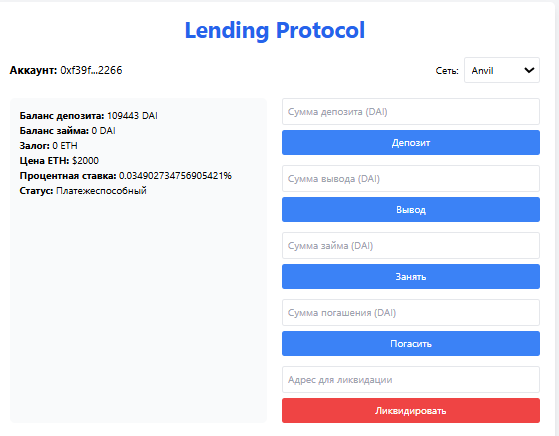 Lending Protocol
Аккаунт: 0xf39f...2266
Сеть: Anvil
Баланс депозита: 109443 DAI
Баланс займа: 0 DAI
Залог: 0 ETH
Цена ETH: $2000
Процентная ставка: 0.034902734756905421%
Статус: Платежеспособный
Сумма депозита (DAI)
Депозит
Сумма вывода (DAI)
Вывод
Сумма займа (DAI)
Занять
Сумма погашения (DAI)
Погасить
Адрес для ликвидации
Ликвидировать